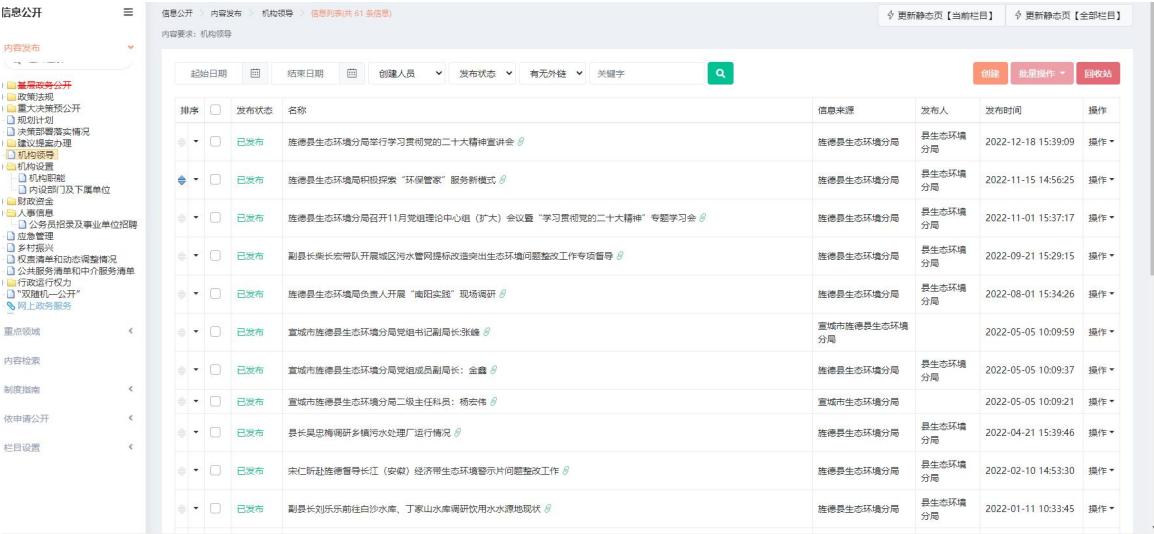 信息公开
信息公开 > 内容发布 > 机构领导 > 信息列表(共 61 条信息)
更新静态页【当前栏目】
更新静态页【全部栏目】
内容要求: 机构领导
内容发布
基层政务公开
政策法规
重大决策预公开
规划计划
决策部署落实情况
建议提案办理
机构领导
机构设置
机构职能
内设部门及下属单位
财政资金
人事信息
公务员招录及事业单位招聘
应急管理
乡村振兴
权责清单和动态调整情况
公共服务清单和中介服务清单
行政运行权力
“双随机一公开”
网上政务服务
重点领域
内容检索
制度指南
依申请公开
栏目设置
起始日期 结束日期 创建人员 发布状态 有无外链 关键字 创建 批量操作 回收站
排序 发布状态 名称 信息来源 发布人 发布时间 操作
已发布 旌德县生态环境分局举行学习贯彻党的二十大精神宣讲会 旌德县生态环境分局 县生态环境分局 2022-12-18 15:39:09 操作
已发布 旌德县生态环境局积极探索“环保管家”服务新模式 旌德县生态环境分局 县生态环境分局 2022-11-15 14:56:25 操作
已发布 旌德县生态环境分局召开11月党组理论中心组（扩大）会议暨“学习贯彻党的二十大精神”专题学习会 旌德县生态环境分局 县生态环境分局 2022-11-01 15:37:17 操作
已发布 副县长柴长宏带队开展城区污水管网提标改造突出生态环境问题整改工作专项督导 旌德县生态环境分局 县生态环境分局 2022-09-21 15:29:15 操作
已发布 旌德县生态环境局负责人开展“南阳实践”现场调研 旌德县生态环境分局 县生态环境分局 2022-08-01 15:34:26 操作
已发布 宣城市旌德县生态环境分局党组书记副局长:张峰 宣城市旌德县生态环境分局 2022-05-05 10:09:59 操作
已发布 宣城市旌德县生态环境分局党组成员副局长：金鑫 旌德县生态环境分局 县生态环境分局 2022-05-05 10:09:37 操作
已发布 宣城市旌德县生态环境分局二级主任科员：杨宏伟 宣城市生态环境分局 2022-05-05 10:09:21 操作
已发布 县长吴忠梅调研乡镇污水处理厂运行情况 旌德县生态环境分局 县生态环境分局 2022-04-21 15:39:46 操作
已发布 宋仁昕赴旌德督导长江（安徽）经济带生态环境警示片问题整改工作 旌德县生态环境分局 县生态环境分局 2022-02-10 14:53:30 操作
已发布 副县长刘乐乐前往白沙水库、丁家山水库调研饮用水水源地现状 旌德县生态环境分局 县生态环境分局 2022-01-11 10:33:45 操作